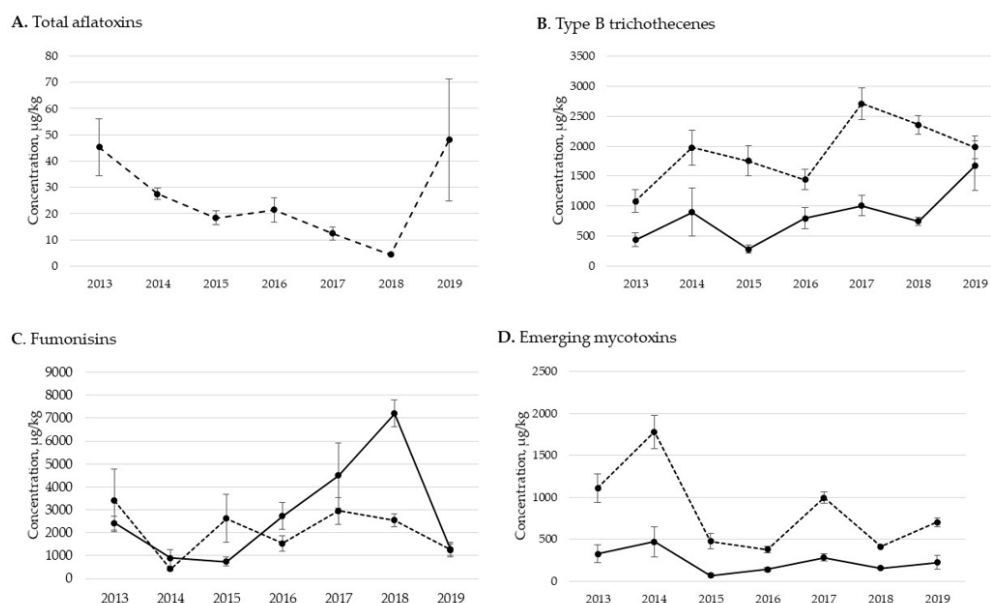 A. Total aflatoxins
Concentration, µg/kg
80
70
60
50
40
30
20
10
0
2013 2014 2015 2016 2017 2018 2019
B. Type B trichothecenes
Concentration, µg/kg
3500
3000
2500
2000
1500
1000
500
0
2013 2014 2015 2016 2017 2018 2019
C. Fumonisins
Concentration, µg/kg
9000
8000
7000
6000
5000
4000
3000
2000
1000
0
2013 2014 2015 2016 2017 2018 2019
D. Emerging mycotoxins
Concentration, µg/kg
2500
2000
1500
1000
500
0
2013 2014 2015 2016 2017 2018 2019